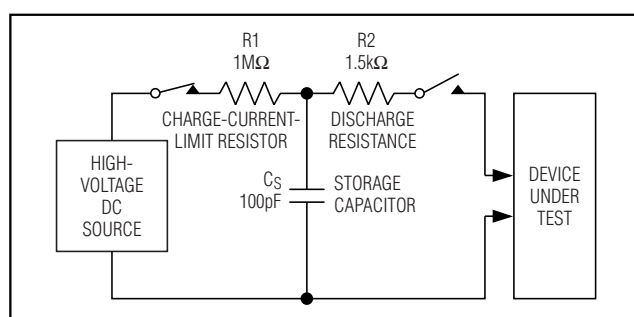 R1
1MΩ
CHARGE-CURRENT-
LIMIT RESISTOR
R2
1.5kΩ
DISCHARGE
RESISTANCE
HIGH-
VOLTAGE
DC
SOURCE
CS
100pF
STORAGE
CAPACITOR
DEVICE
UNDER
TEST